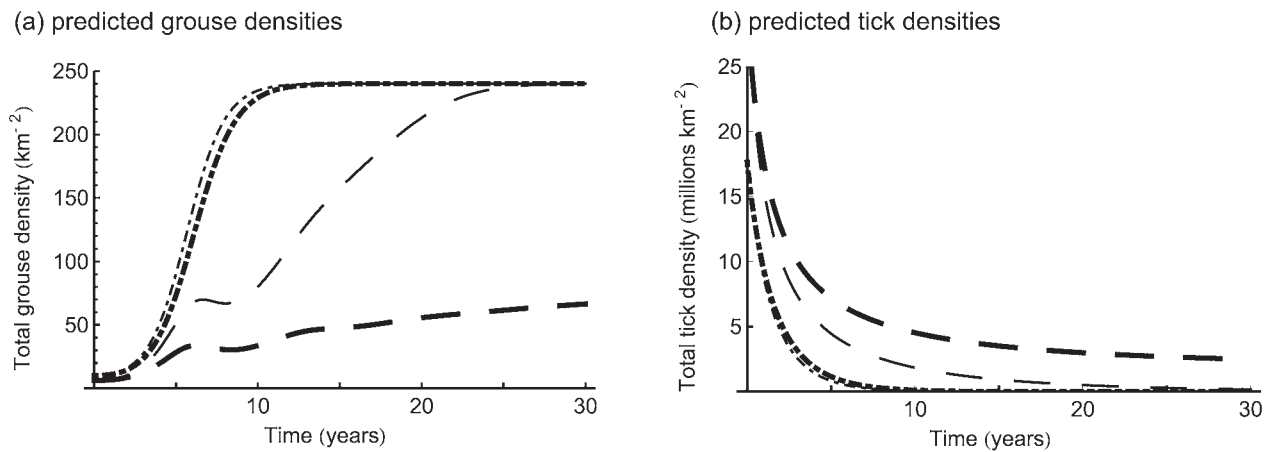 (a) predicted grouse densities
250
200
150
100
50
10
20
30
Total grouse density (km⁻²)
Time (years)
(b) predicted tick densities
25
20
15
10
5
10
20
30
Total tick density (millions km⁻²)
Time (years)